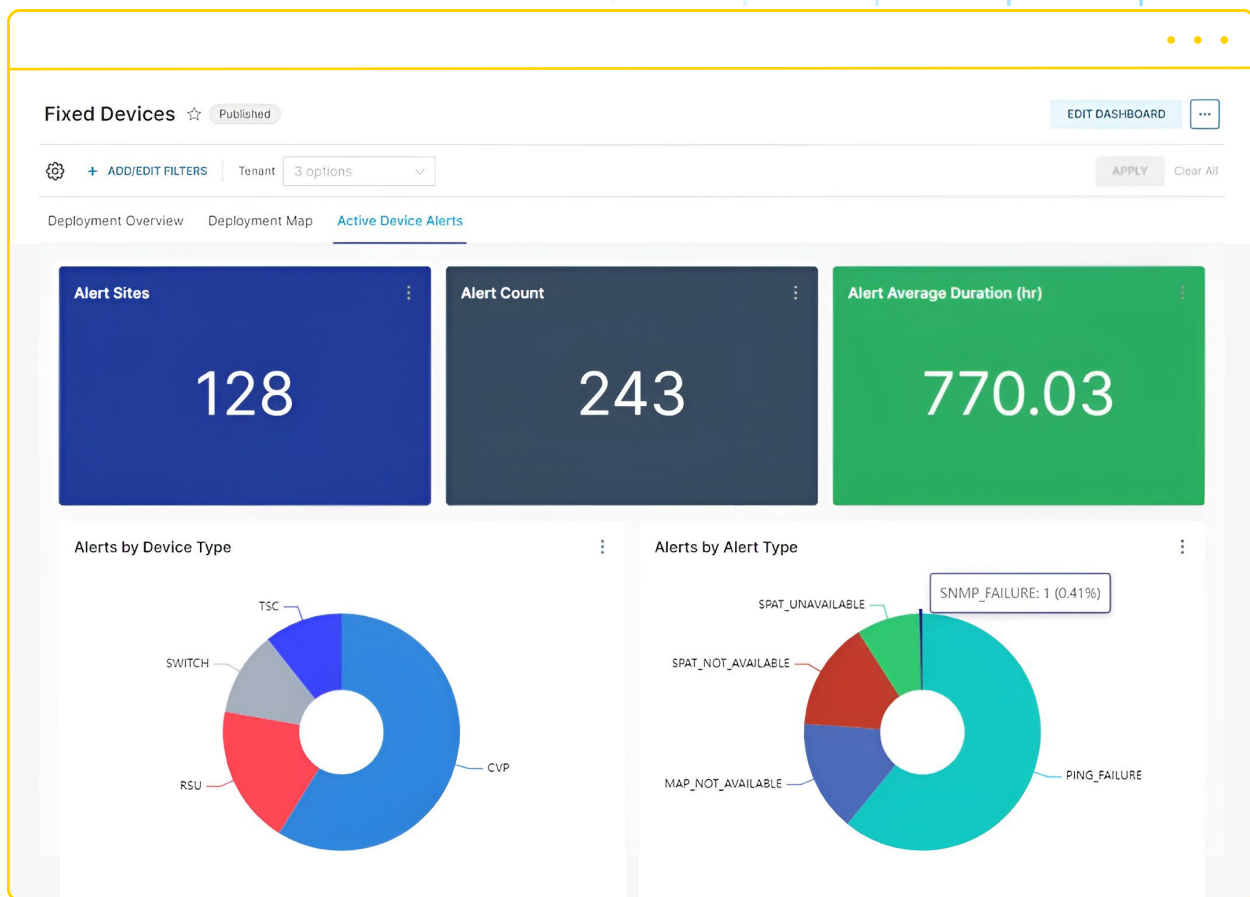 Fixed Devices Published EDIT DASHBOARD ...
+ ADD/EDIT FILTERS Tenant 3 options APPLY Clear All
Deployment Overview Deployment Map Active Device Alerts
Alert Sites
128
Alert Count
243
Alert Average Duration (hr)
770.03
Alerts by Device Type
TSC
SWITCH
RSU
CVP
Alerts by Alert Type
SNMP_FAILURE: 1 (0.41%)
SPAT_UNAVAILABLE
SPAT_NOT_AVAILABLE
MAP_NOT_AVAILABLE
PING_FAILURE